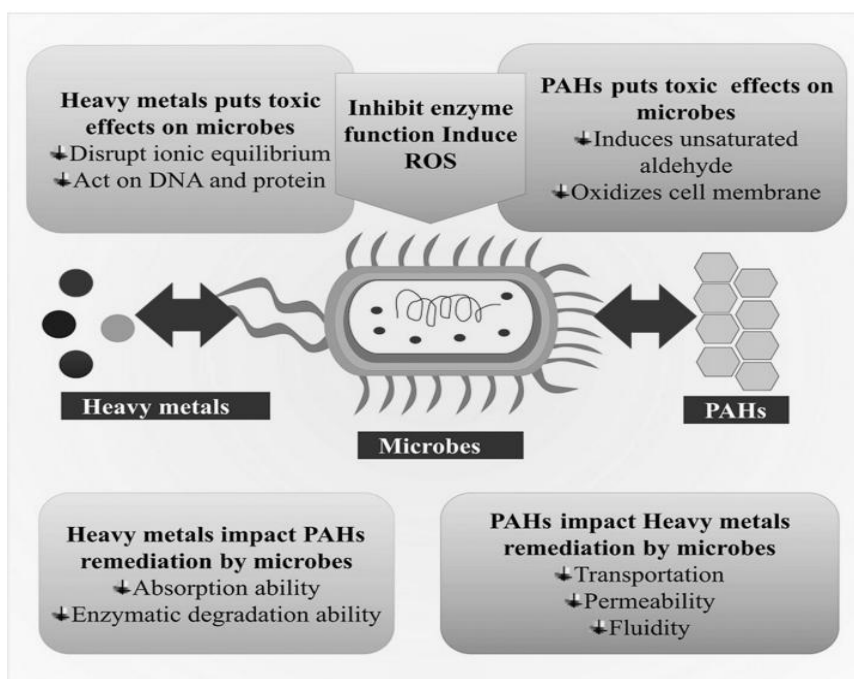 Heavy metals puts toxic
effects on microbes
Disrupt ionic equilibrium
Act on DNA and protein
Inhibit enzyme
function Induce
ROS
PAHs puts toxic effects on
microbes
Induces unsaturated
aldehyde
Oxidizes cell membrane
Heavy metals
Microbes
PAHs
Heavy metals impact PAHs
remediation by microbes
Absorption ability
Enzymatic degradation ability
PAHs impact Heavy metals
remediation by microbes
Transportation
Permeability
Fluidity